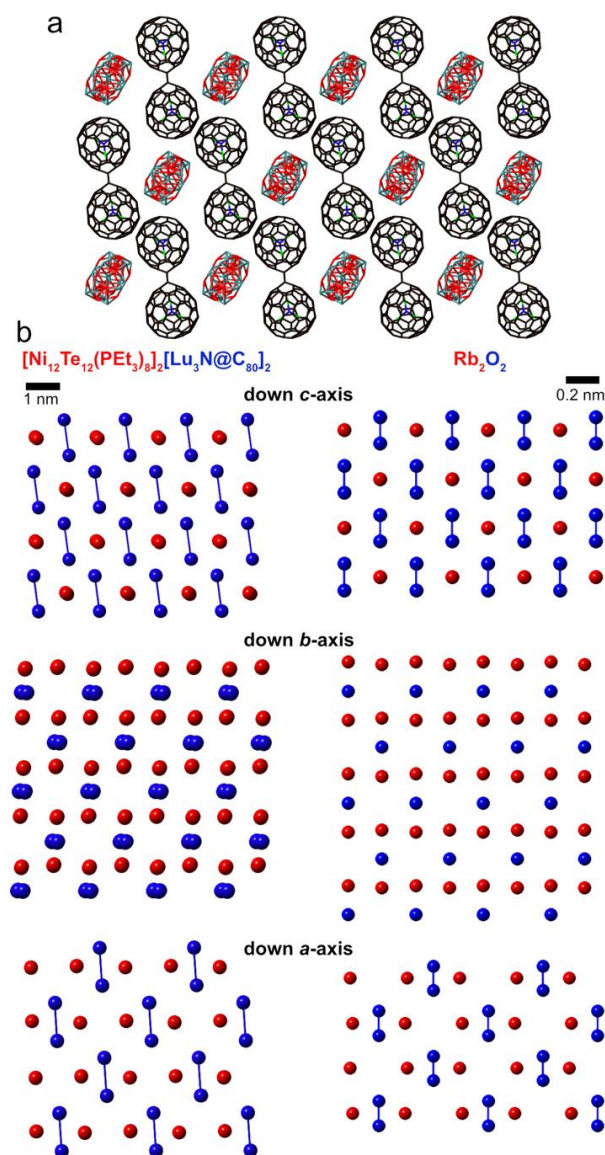 a
b
[Ni₁₂Te₁₂(PEt₃)₈]₂[Lu₃N@C₈₀]₂
Rb₂O₂
1 nm
0.2 nm
down c-axis
down b-axis
down a-axis